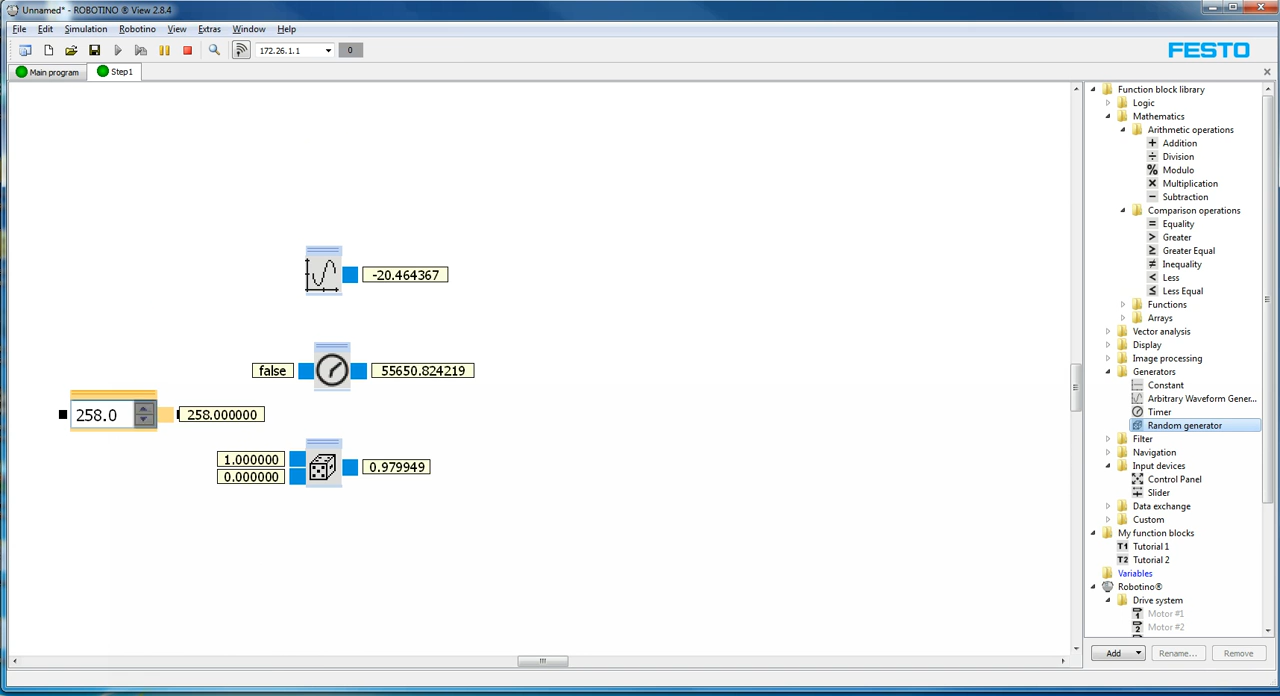 Unnamed* - ROBOTINO ® View 2.8.4
File Edit Simulation Robotino View Extras Window Help
172.26.1.1 0 FESTO
Main program Step1
-20.464367
false 55650.824219
258.0 258.000000
1.000000
0.000000 0.979949
Function block library
Logic
Mathematics
Arithmetic operations
Addition
Division
Modulo
Multiplication
Subtraction
Comparison operations
Equality
Greater
Greater Equal
Inequality
Less
Less Equal
Functions
Arrays
Vector analysis
Display
Image processing
Generators
Constant
Arbitrary Waveform Gener...
Timer
Random generator
Filter
Navigation
Input devices
Control Panel
Slider
Data exchange
Custom
My function blocks
T1 Tutorial 1
T2 Tutorial 2
Variables
Robotino®
Drive system
1 Motor #1
2 Motor #2
Add Rename... Remove